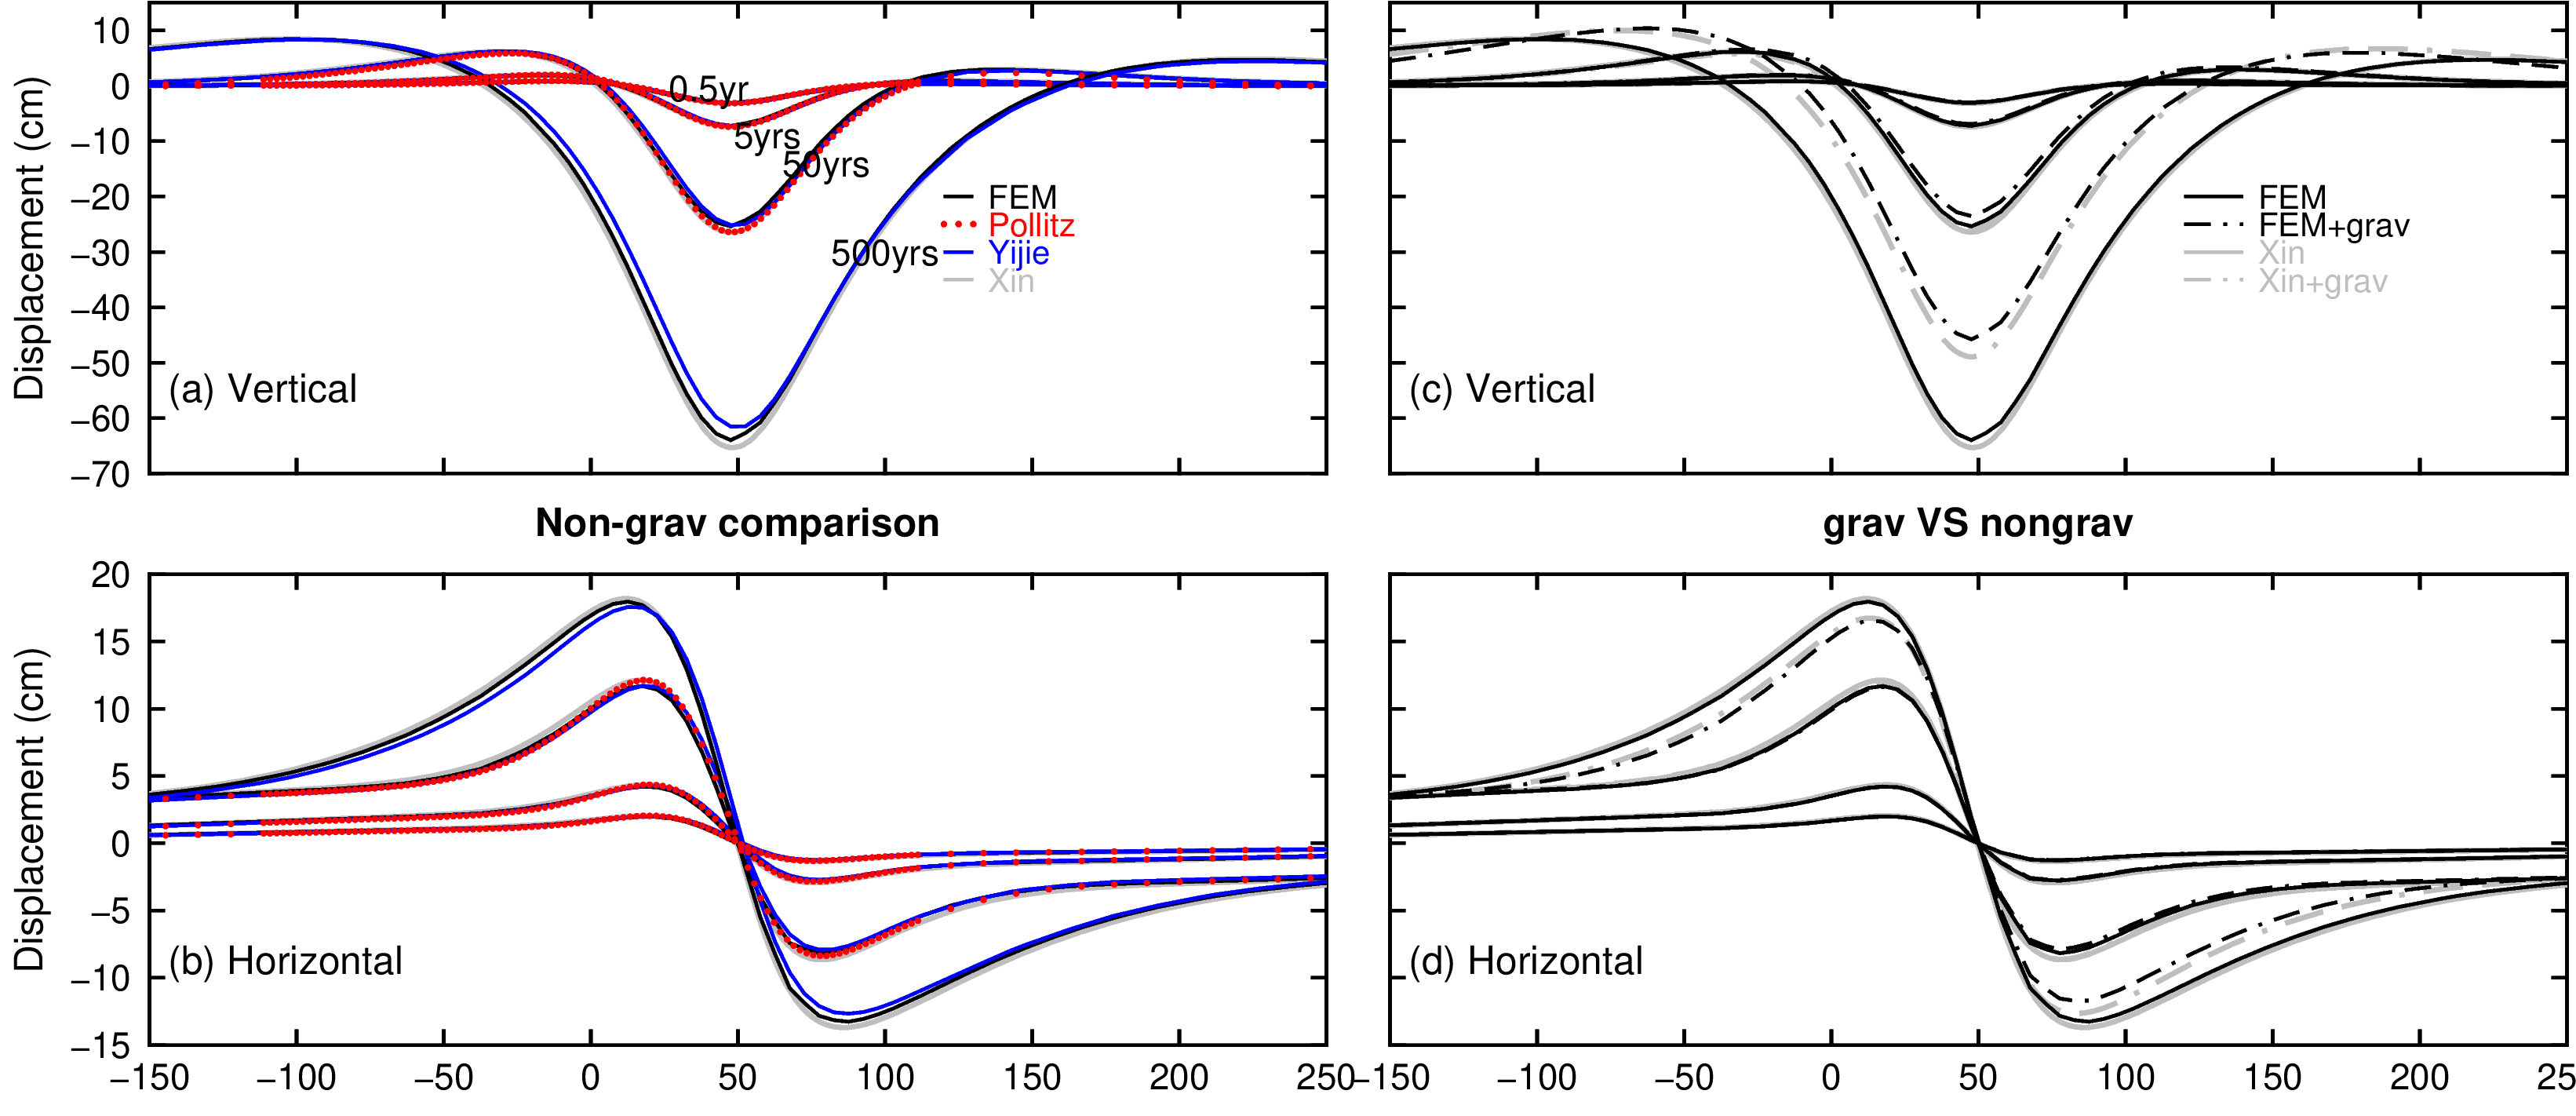 10
0
−10
−20
−30
−40
−50
−60
−70
Displacement (cm)
0.5yr
5yrs
50yrs
500yrs
FEM
Pollitz
Yijie
Xin
(a) Vertical
FEM
FEM+grav
Xin
Xin+grav
(c) Vertical
Non-grav comparison
grav VS nongrav
20
15
10
5
0
−5
−10
−15
Displacement (cm)
(b) Horizontal
−150 −100 −50 0 50 100 150 200 250
(d) Horizontal
−150 −100 −50 0 50 100 150 200 25